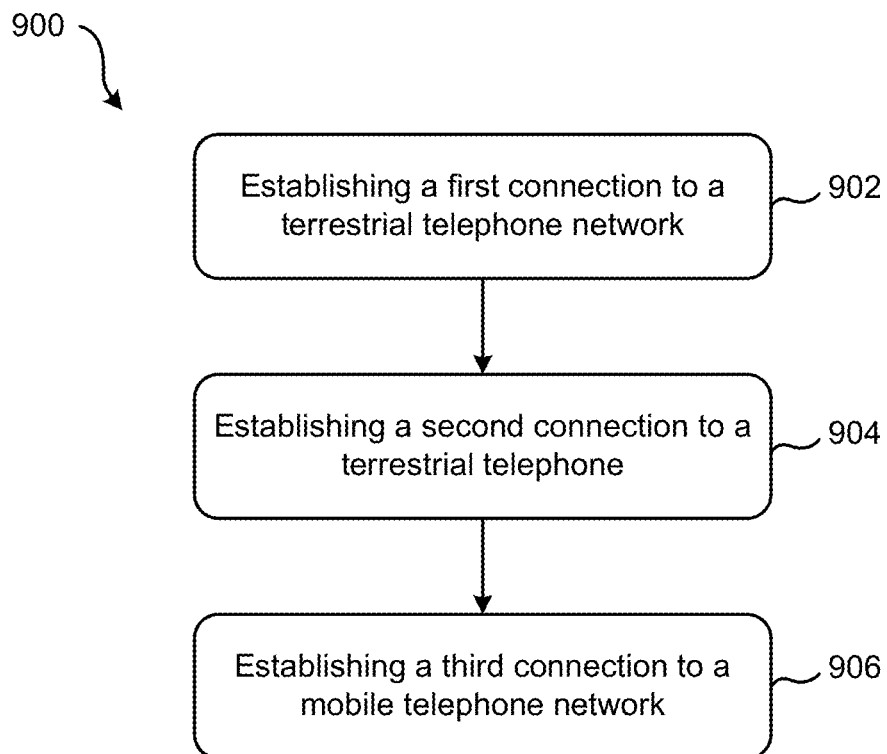 900
Establishing a first connection to a
terrestrial telephone network
902
Establishing a second connection to a
terrestrial telephone
904
Establishing a third connection to a
mobile telephone network
906